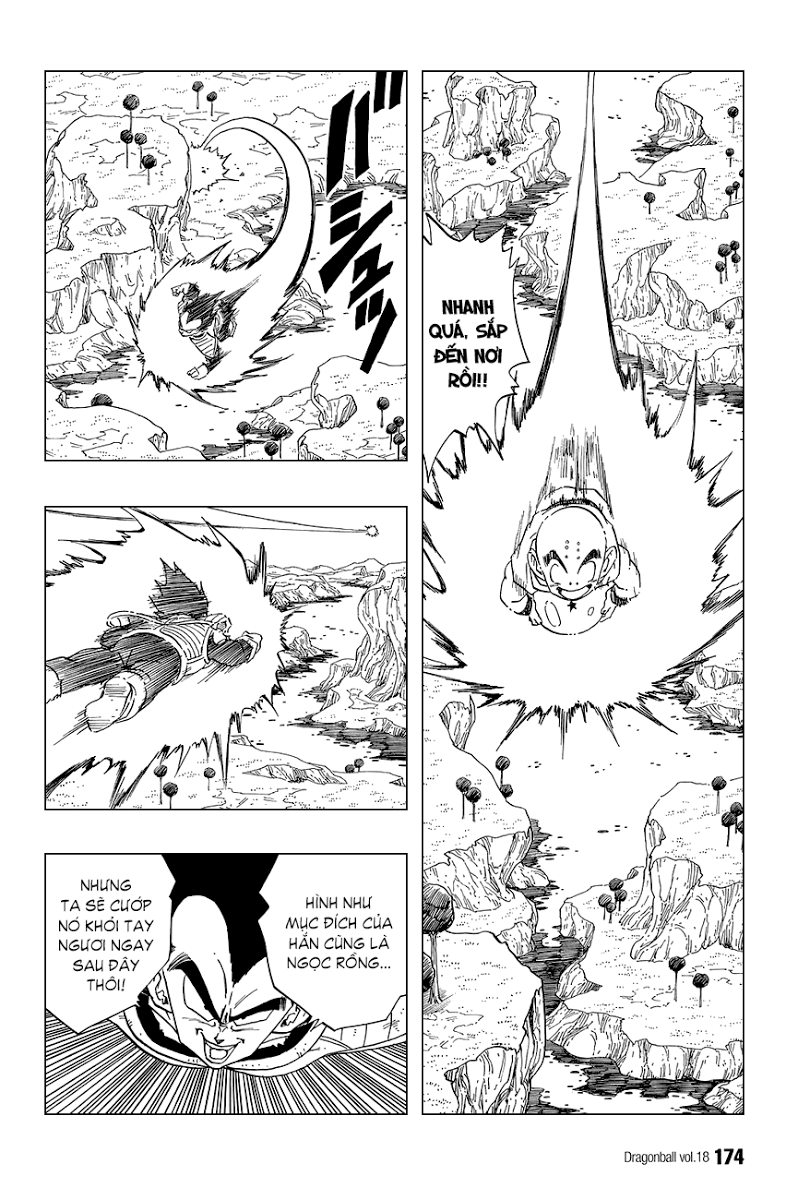 NHANH
QUÁ, SẮP
ĐẾN NƠI
RỒI!!
バシュッ
HÌNH NHƯ
MỤC ĐÍCH CỦA
HẮN CŨNG LÀ
NGỌC RỒNG...
NHƯNG
TA SẼ CƯỚP
NÓ KHỎI TAY
NGƯƠI NGAY
SAU ĐÂY
THÔI!
Dragonball vol.18 174